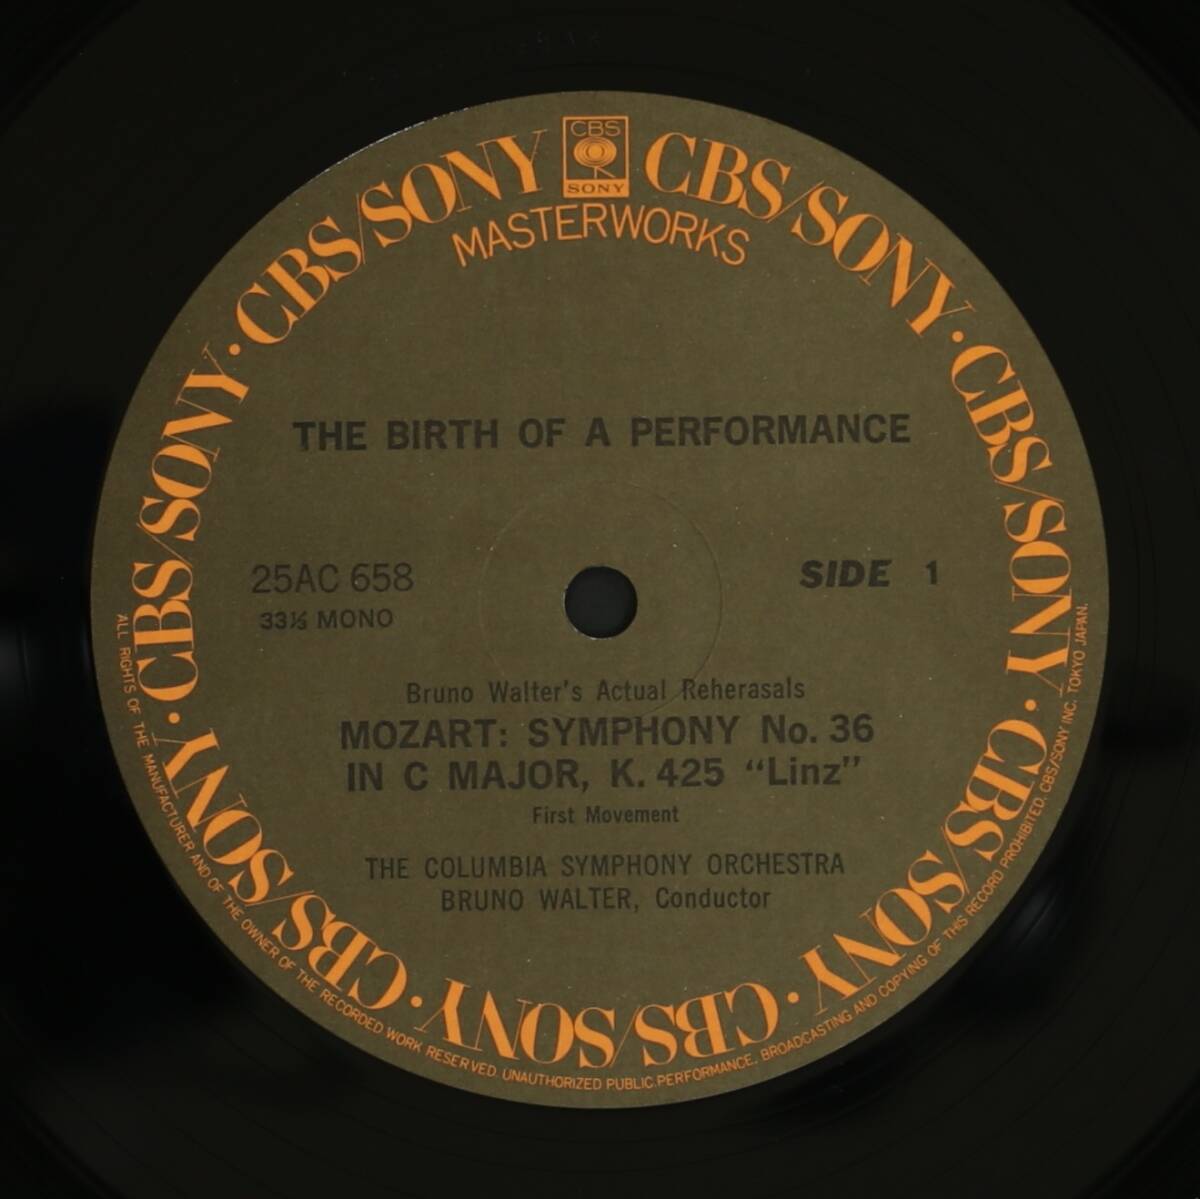 CBS
SONY
CBS/SONY · CBS/SONY · CBS/SONY · CBS/SONY · CBS/SONY · CBS/SONY · CBS/SONY
MASTERWORKS
THE BIRTH OF A PERFORMANCE
25AC 658
33⅓ MONO
SIDE 1
Bruno Walter's Actual Reherasals
MOZART: SYMPHONY No. 36
IN C MAJOR, K. 425 “Linz”
First Movement
THE COLUMBIA SYMPHONY ORCHESTRA
BRUNO WALTER, Conductor
ALL RIGHTS OF THE MANUFACTURER AND OF THE OWNER OF THE RECORDED WORK RESERVED. UNAUTHORIZED PUBLIC PERFORMANCE, BROADCASTING AND COPYING OF THIS RECORD PROHIBITED. CBS/SONY INC. TOKYO JAPAN.